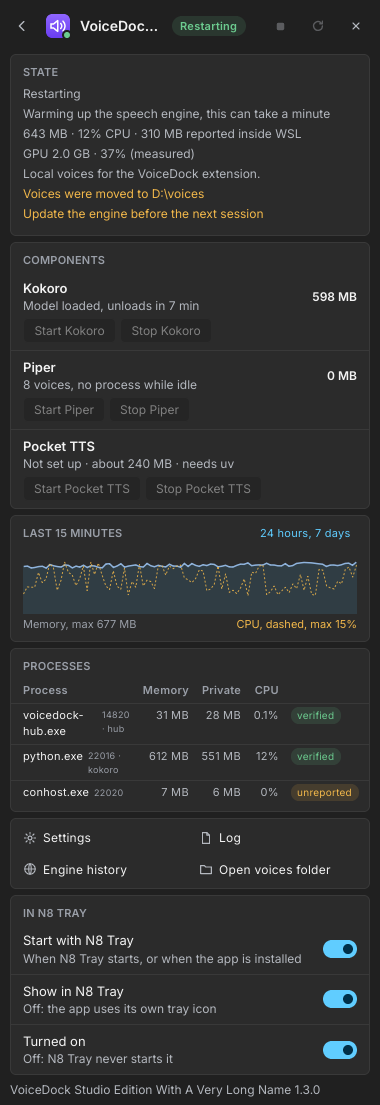 VoiceDoc... Restarting
STATE
Restarting
Warming up the speech engine, this can take a minute
643 MB · 12% CPU · 310 MB reported inside WSL
GPU 2.0 GB · 37% (measured)
Local voices for the VoiceDock extension.
Voices were moved to D:\voices
Update the engine before the next session
COMPONENTS
Kokoro
Model loaded, unloads in 7 min
598 MB
Start Kokoro Stop Kokoro
Piper
8 voices, no process while idle
0 MB
Start Piper Stop Piper
Pocket TTS
Not set up · about 240 MB · needs uv
Start Pocket TTS Stop Pocket TTS
LAST 15 MINUTES 24 hours, 7 days
Memory, max 677 MB CPU, dashed, max 15%
PROCESSES
Process Memory Private CPU
voicedock-hub.exe 14820 · hub 31 MB 28 MB 0.1% verified
python.exe 22016 · kokoro 612 MB 551 MB 12% verified
conhost.exe 22020 7 MB 6 MB 0% unreported
Settings Log
Engine history Open voices folder
IN N8 TRAY
Start with N8 Tray
When N8 Tray starts, or when the app is installed
Show in N8 Tray
Off: the app uses its own tray icon
Turned on
Off: N8 Tray never starts it
VoiceDock Studio Edition With A Very Long Name 1.3.0